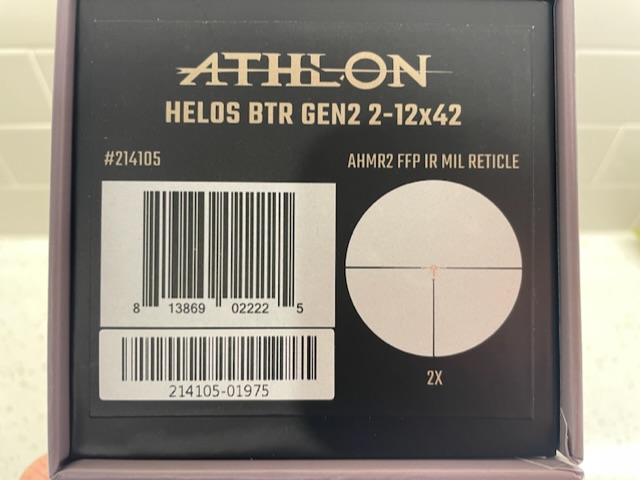 ATHLON
HELOS BTR GEN2 2-12x42
#214105
AHMR2 FFP IR MIL RETICLE
8 13869 02222 5
214105-01975
2X